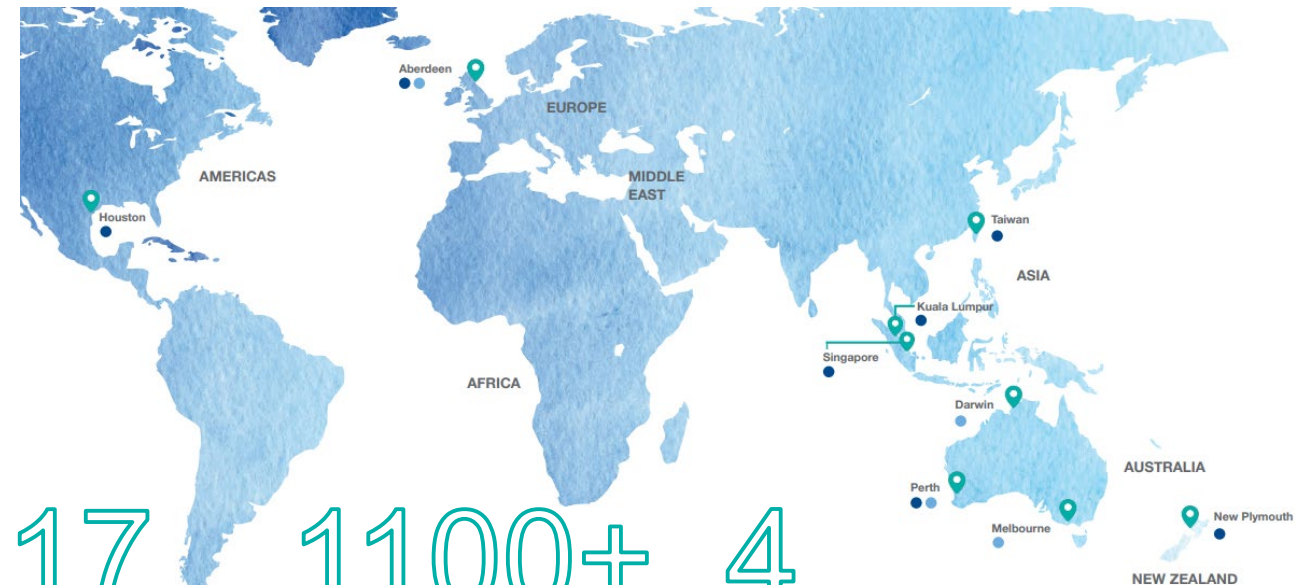 Aberdeen
EUROPE
AMERICAS
MIDDLE
EAST
Houston
Taiwan
ASIA
Kuala Lumpur
Singapore
AFRICA
Darwin
AUSTRALIA
Perth
New Plymouth
Melbourne
17 1100+ 4
NEW ZEALAND